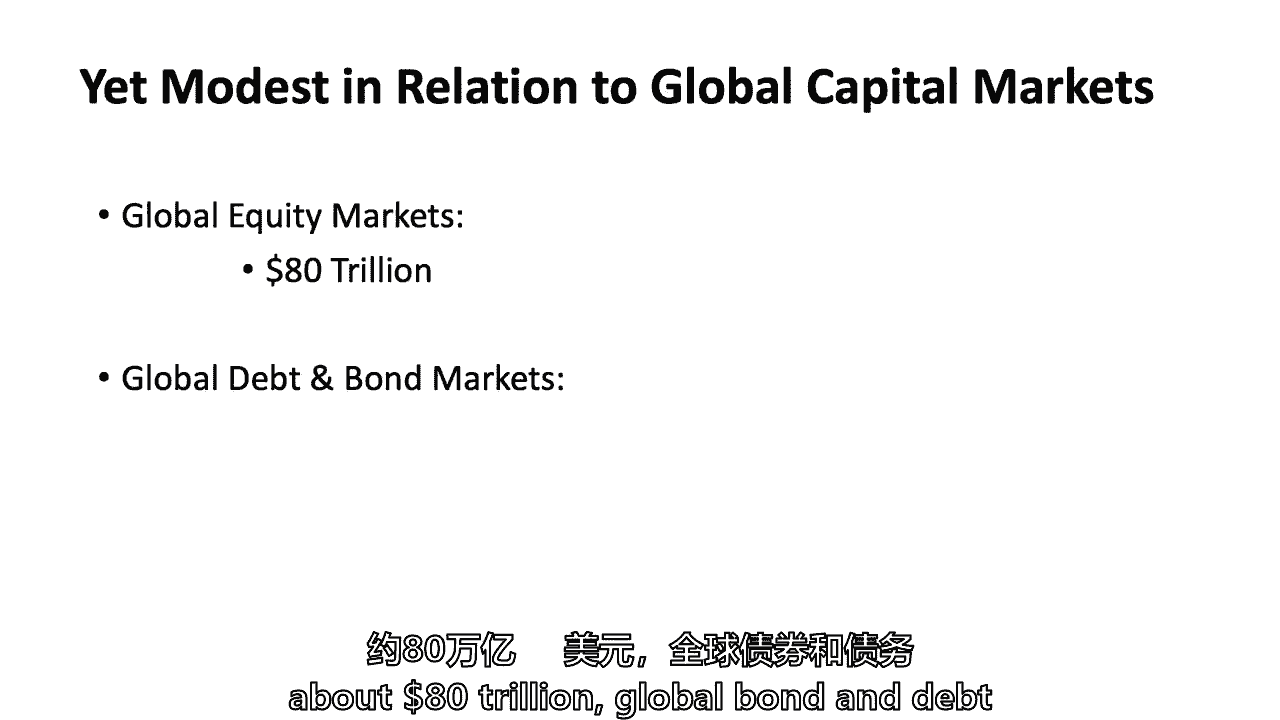 Yet Modest in Relation to Global Capital Markets
• Global Equity Markets:
• $80 Trillion
• Global Debt & Bond Markets:
约80万亿 美元，全球债券和债务
about $80 trillion, global bond and debt